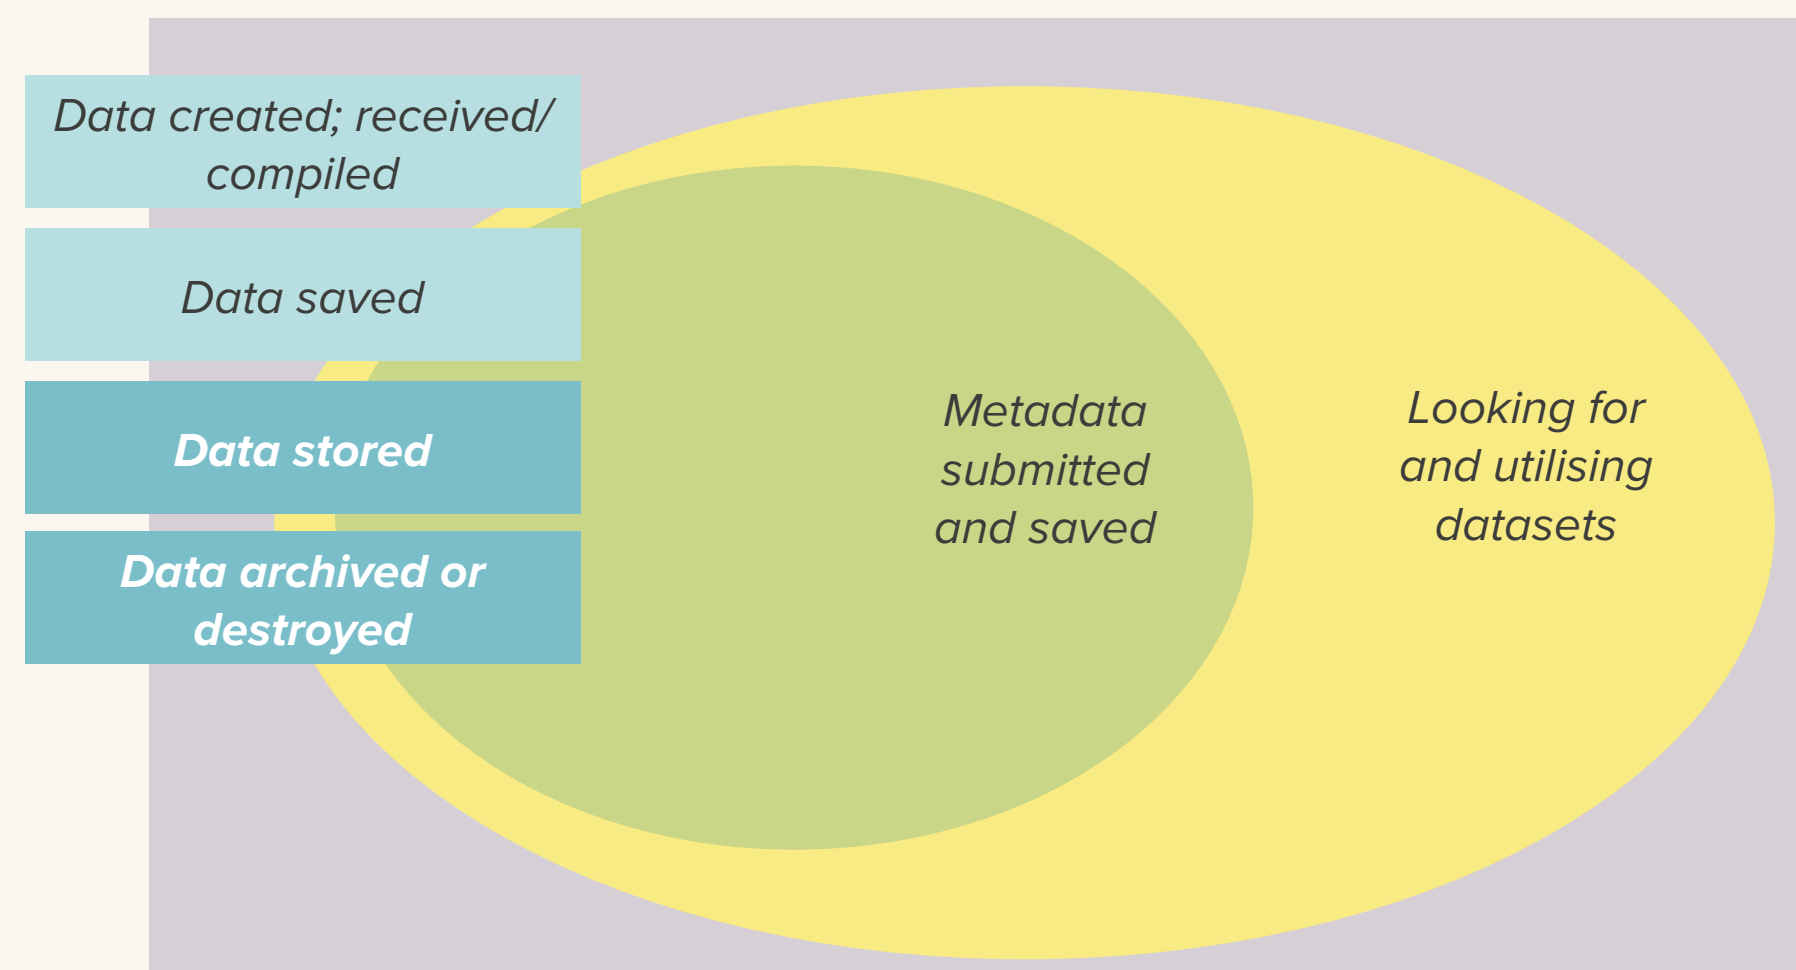 Data created; received/
compiled
Data saved
Data stored
Data archived or
destroyed
Metadata
submitted
and saved
Looking for
and utilising
datasets